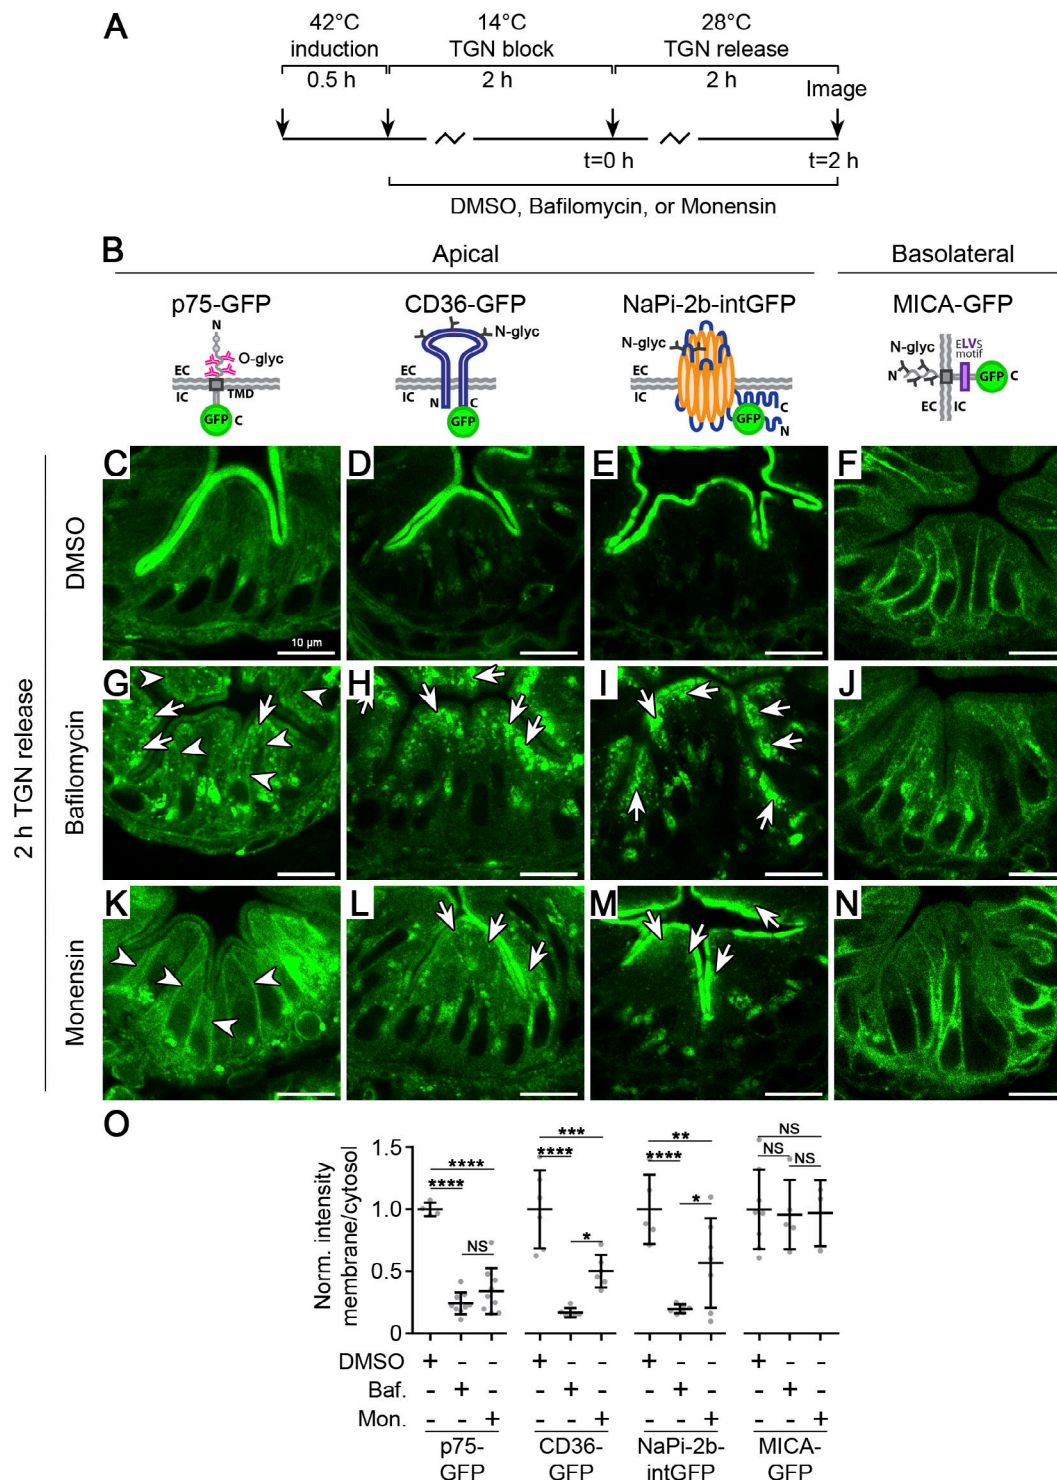 A
42°C 14°C 28°C
induction TGN block TGN release
0.5 h 2 h 2 h Image
t=0 h t=2 h
DMSO, Bafilomycin, or Monensin
B Apical Basolateral
p75-GFP CD36-GFP NaPi-2b-intGFP MICA-GFP
N O-glyc EC IC TMD GFP C
N-glyc EC IC N C GFP
N-glyc EC IC GFP C N
N-glyc ELVS motif N GFP C EC IC
2 h TGN release
DMSO
C D E F
10 µm
Bafilomycin
G H I J
Monensin
K L M N
O
Norm. intensity
membrane/cytosol
1.5
1.0
0.5
0
**** **** NS
*** **** *
** **** *
NS NS NS
DMSO + - - + - - + - - + - -
Baf. - + - - + - - + - - + -
Mon. - - + - - + - - + - - +
p75- CD36- NaPi-2b- MICA-
GFP GFP intGFP GFP